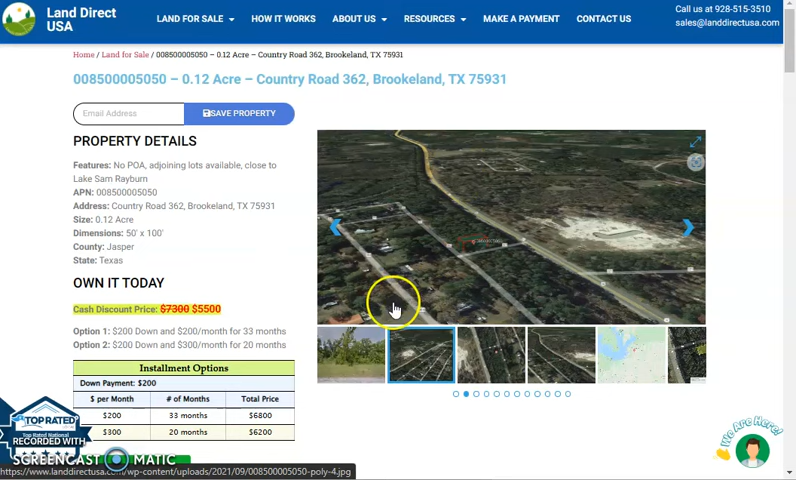 Land Direct
USA
LAND FOR SALE
HOW IT WORKS
ABOUT US
RESOURCES
MAKE A PAYMENT
CONTACT US
Call us at 928-515-3510
sales@landdirectusa.com
Home / Land for Sale / 008500005050 – 0.12 Acre – Country Road 362, Brookeland, TX 75931
008500005050 – 0.12 Acre – Country Road 362, Brookeland, TX 75931
Email Address
SAVE PROPERTY
PROPERTY DETAILS
Features: No POA, adjoining lots available, close to
Lake Sam Rayburn
APN: 008500005050
Address: Country Road 362, Brookeland, TX 75931
Size: 0.12 Acre
Dimensions: 50' x 100'
County: Jasper
State: Texas
OWN IT TODAY
Cash Discount Price: $7300 $5500
Option 1: $200 Down and $200/month for 33 months
Option 2: $200 Down and $300/month for 20 months
Installment Options
Down Payment: $200
$ per Month # of Months Total Price
$200 33 months $6800
$300 20 months $6200
TOP RATED
Top Rated National
RECORDED WITH
SCREENCAST MATIC
https://www.landdirectusa.com/wp-content/uploads/2021/09/008500005050-poly-4.jpg
We Are Here!